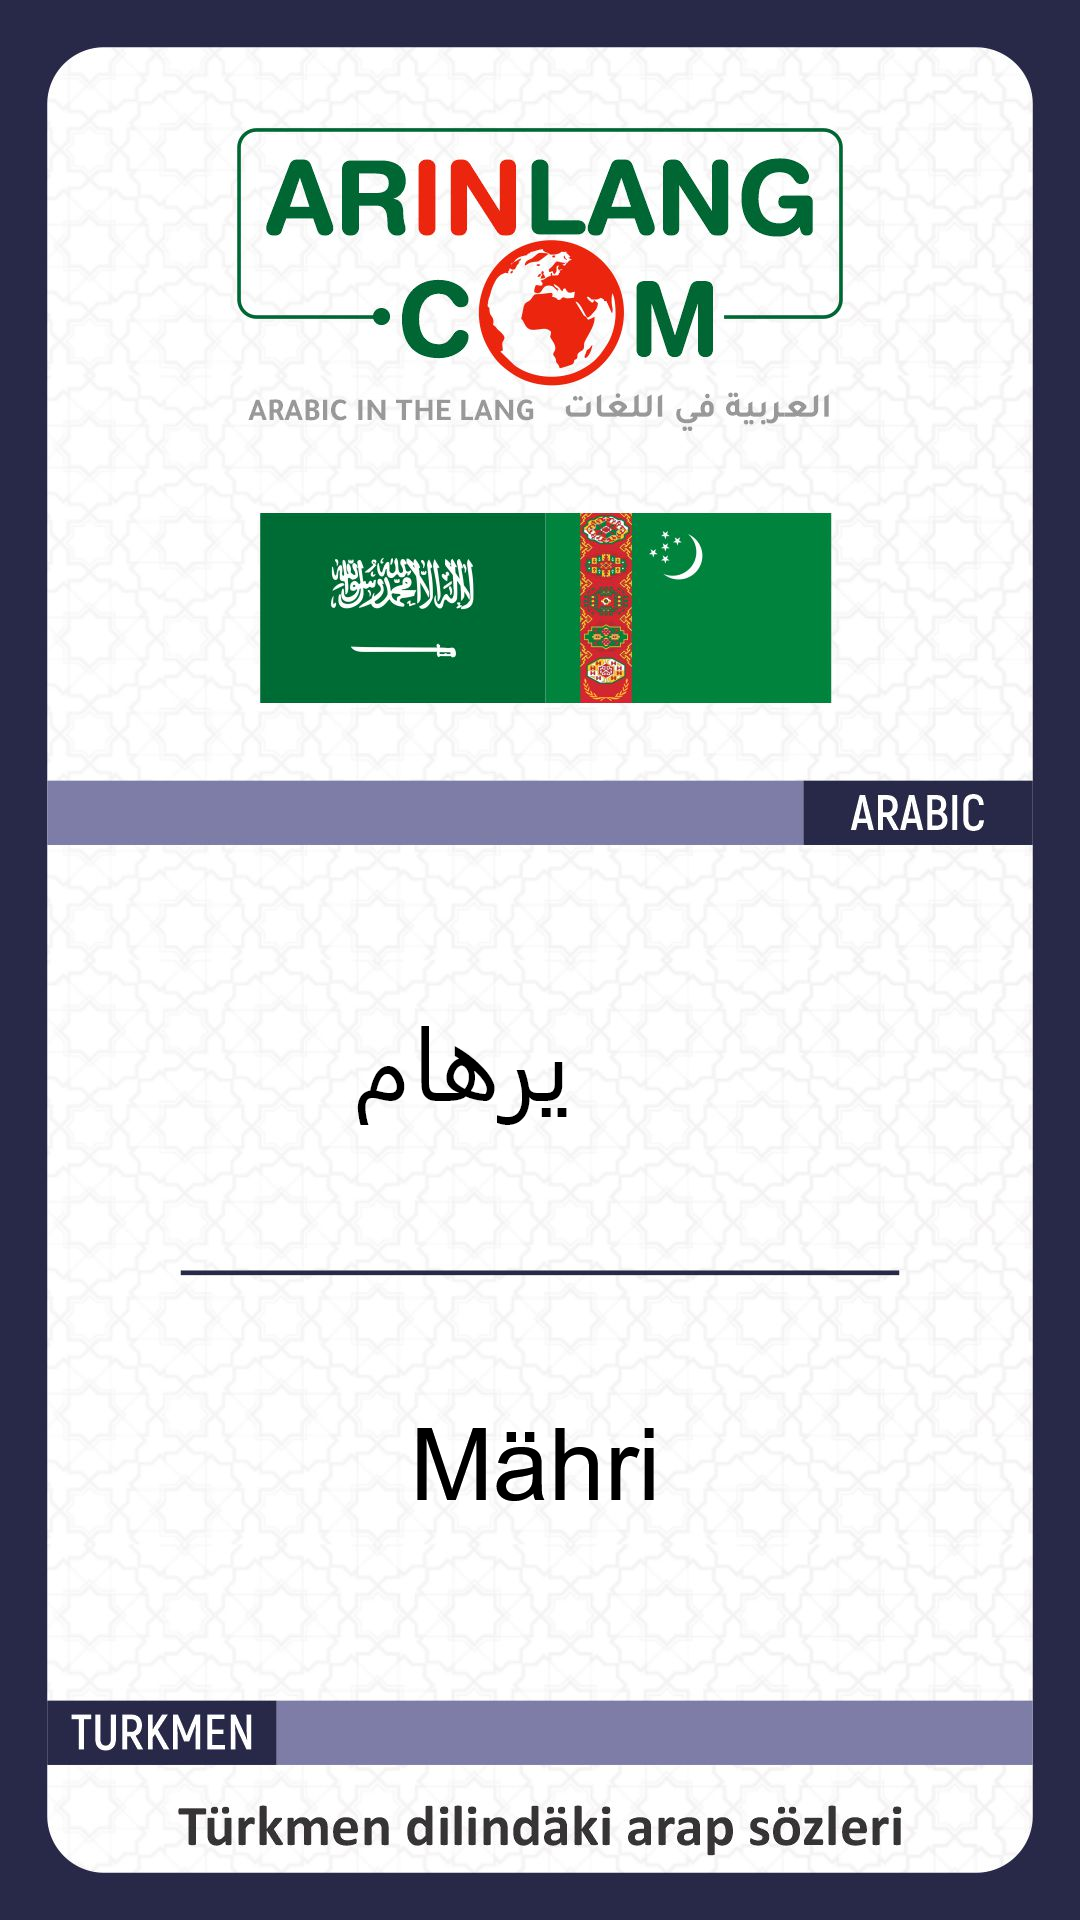 ARINLANG
.COM
ARABIC IN THE LANG العربية في اللغات
لا إله إلا الله محمد رسول الله
ARABIC
يرهام
Mähri
TURKMEN
Türkmen dilindäki arap sözleri